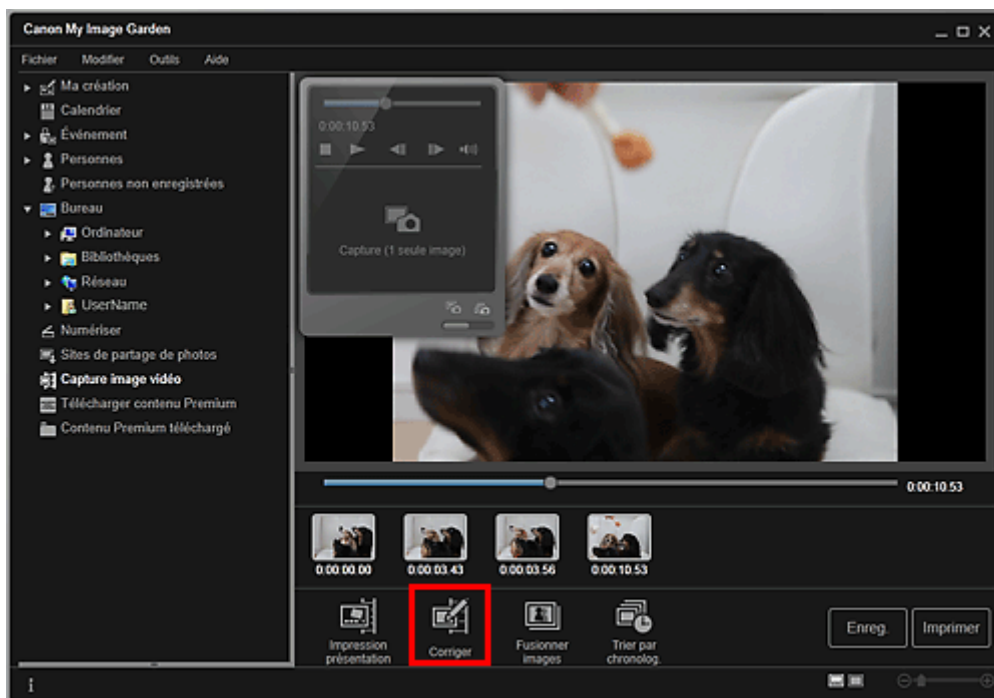 Canon My Image Garden
Fichier Modifier Outils Aide
Ma création
Calendrier
Événement
Personnes
Personnes non enregistrées
Bureau
Ordinateur
Bibliothèques
Réseau
UserName
Numériser
Sites de partage de photos
Capture image vidéo
Télécharger contenu Premium
Contenu Premium téléchargé
0:00:10.53
Capture (1 seule image)
0:00:10.53
0:00:00.00 0:00:03.43 0:00:03.56 0:00:10.53
Impression
présentation
Corriger
Fusionner
images
Trier par
chronolog.
Enreg.
Imprimer